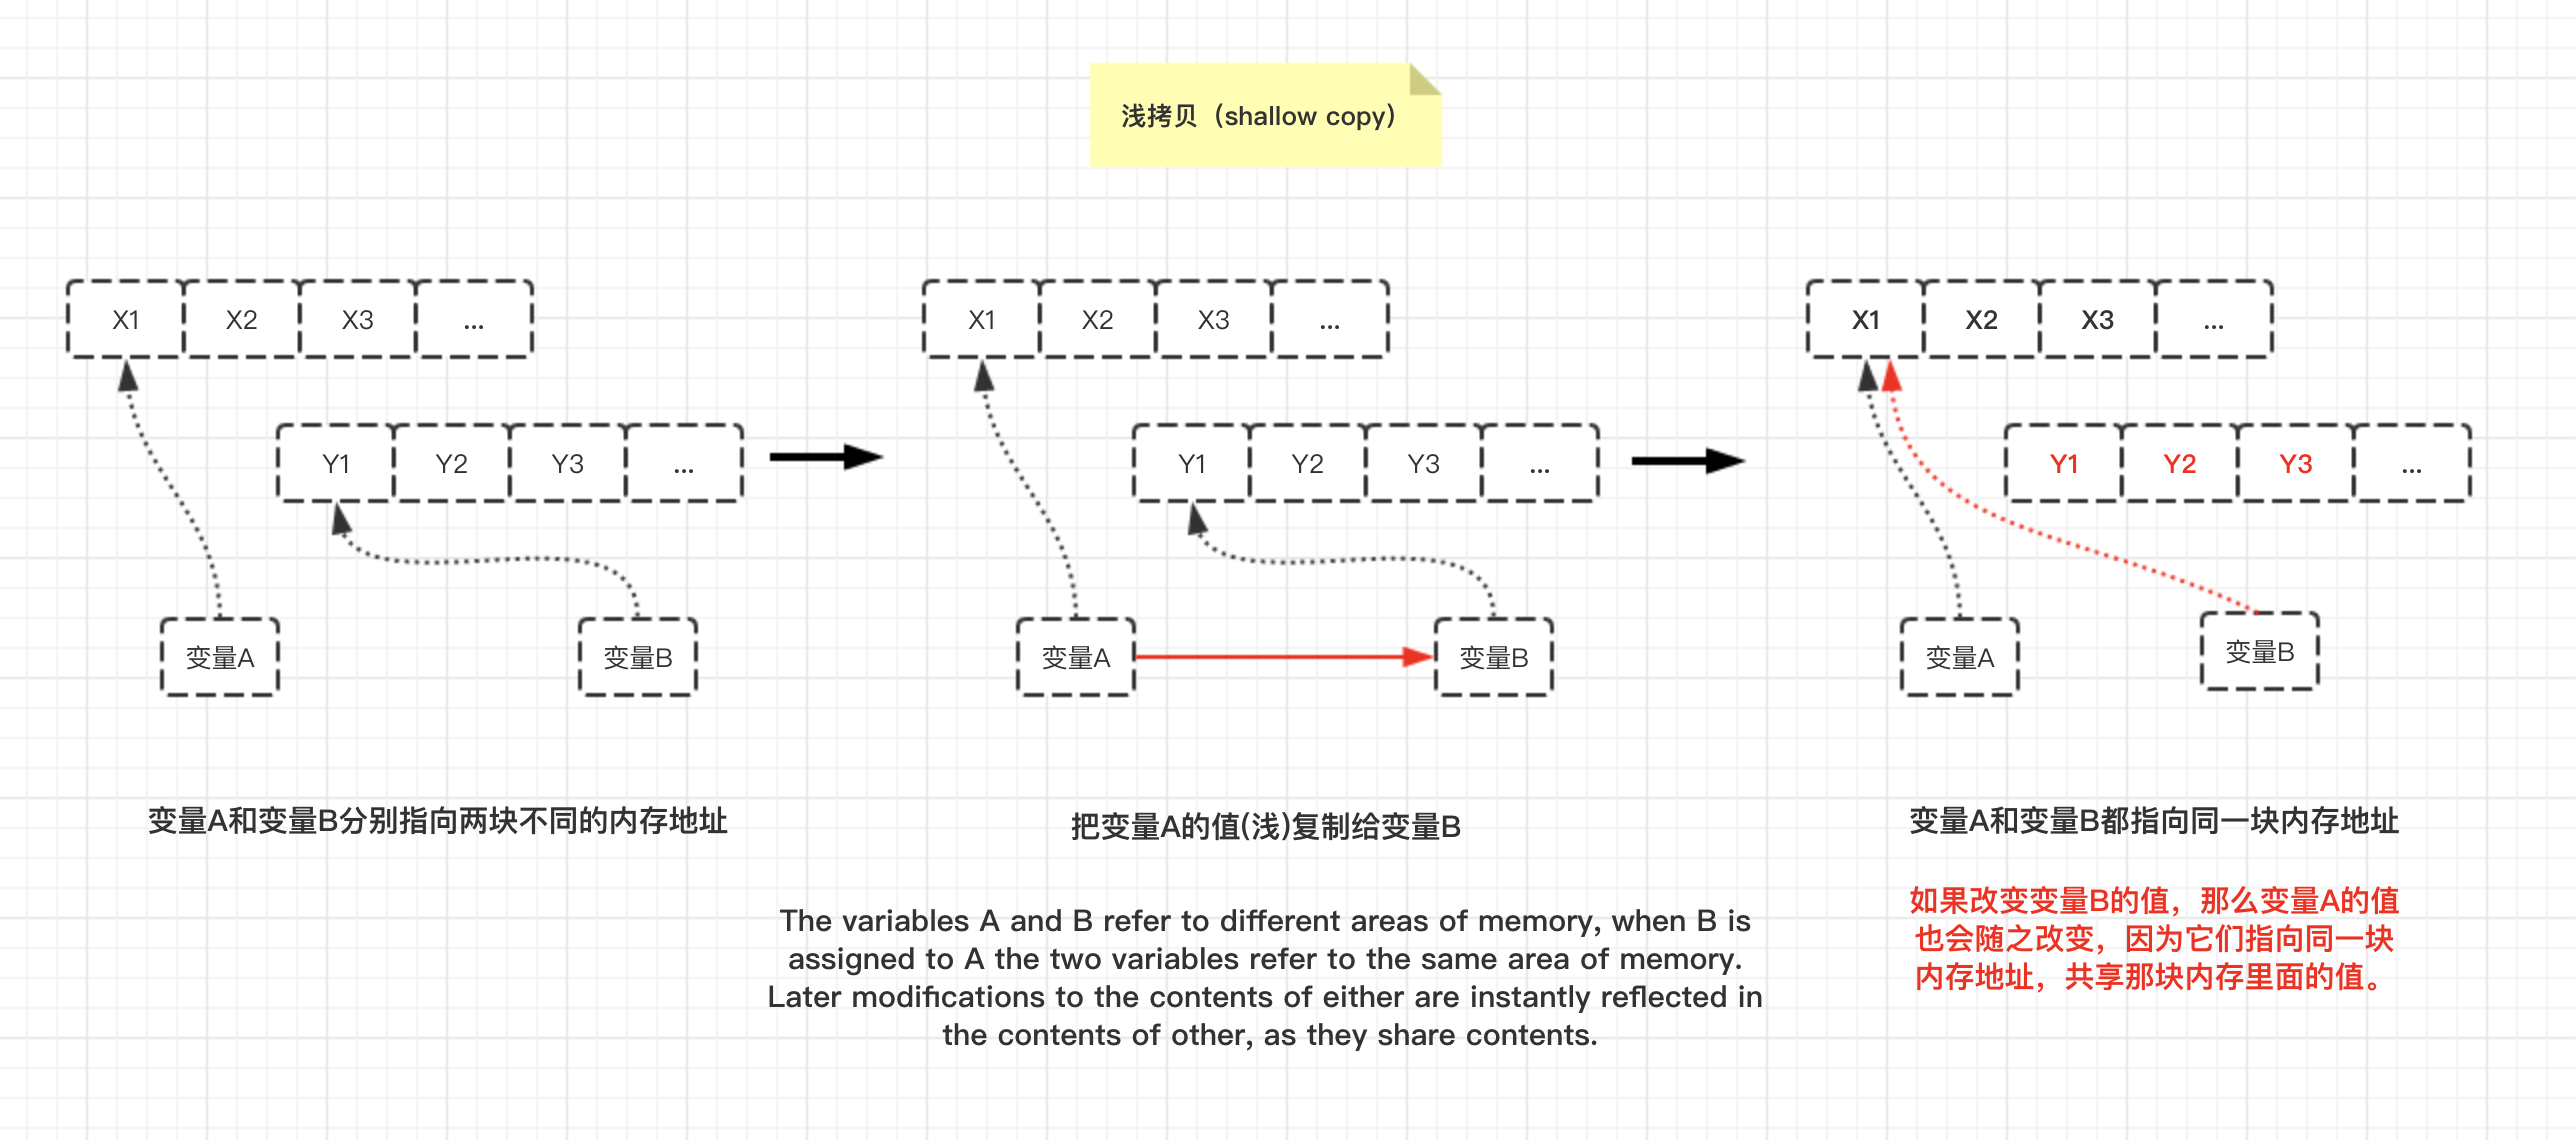 浅拷贝（shallow copy）
X1 X2 X3 ...
Y1 Y2 Y3 ...
变量A 变量B
变量A和变量B分别指向两块不同的内存地址
X1 X2 X3 ...
Y1 Y2 Y3 ...
变量A 变量B
把变量A的值(浅)复制给变量B
The variables A and B refer to different areas of memory, when B is
assigned to A the two variables refer to the same area of memory.
Later modifications to the contents of either are instantly reflected in
the contents of other, as they share contents.
X1 X2 X3 ...
Y1 Y2 Y3 ...
变量A 变量B
变量A和变量B都指向同一块内存地址
如果改变变量B的值，那么变量A的值
也会随之改变，因为它们指向同一块
内存地址，共享那块内存里面的值。